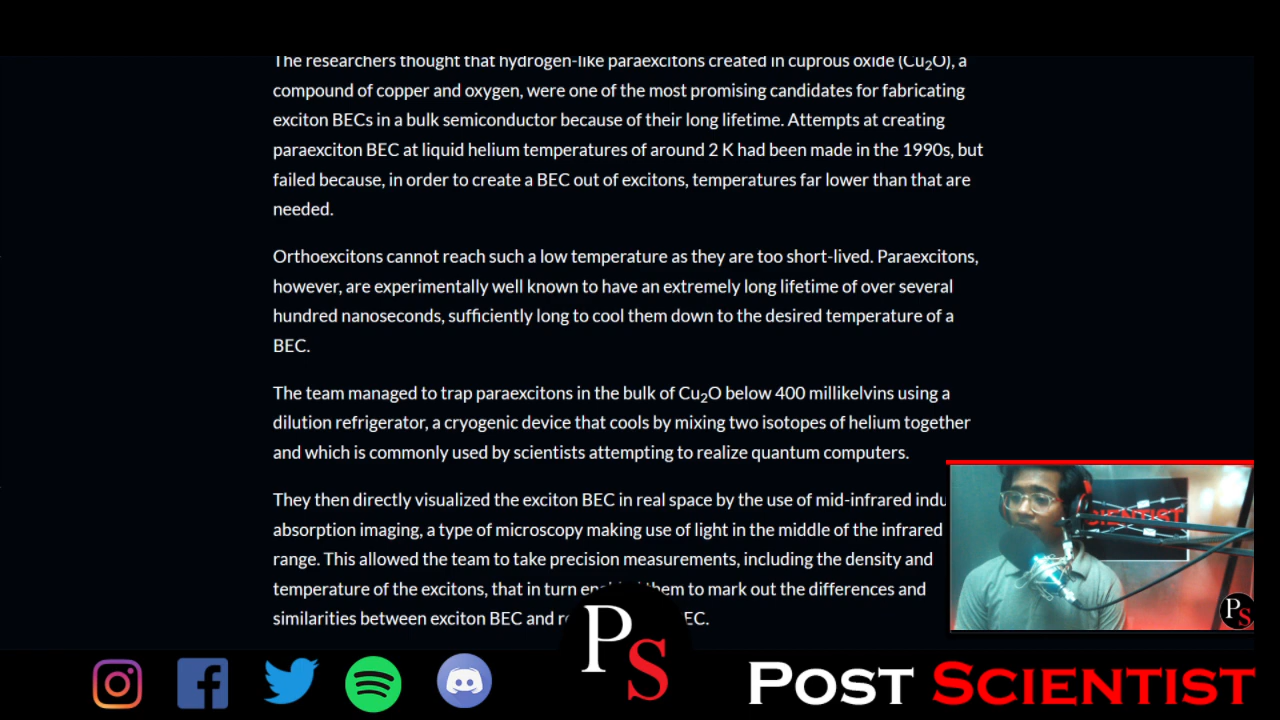 The researchers thought that hydrogen-like paraexcitons created in cuprous oxide (Cu₂O), a
compound of copper and oxygen, were one of the most promising candidates for fabricating
exciton BECs in a bulk semiconductor because of their long lifetime. Attempts at creating
paraexciton BEC at liquid helium temperatures of around 2 K had been made in the 1990s, but
failed because, in order to create a BEC out of excitons, temperatures far lower than that are
needed.
Orthoexcitons cannot reach such a low temperature as they are too short-lived. Paraexcitons,
however, are experimentally well known to have an extremely long lifetime of over several
hundred nanoseconds, sufficiently long to cool them down to the desired temperature of a
BEC.
The team managed to trap paraexcitons in the bulk of Cu₂O below 400 millikelvins using a
dilution refrigerator, a cryogenic device that cools by mixing two isotopes of helium together
and which is commonly used by scientists attempting to realize quantum computers.
They then directly visualized the exciton BEC in real space by the use of mid-infrared indu
absorption imaging, a type of microscopy making use of light in the middle of the infrared
range. This allowed the team to take precision measurements, including the density and
temperature of the excitons, that in turn them to mark out the differences and
similarities between exciton BEC and
SCIENTIST
PS
PS
POST SCIENTIST